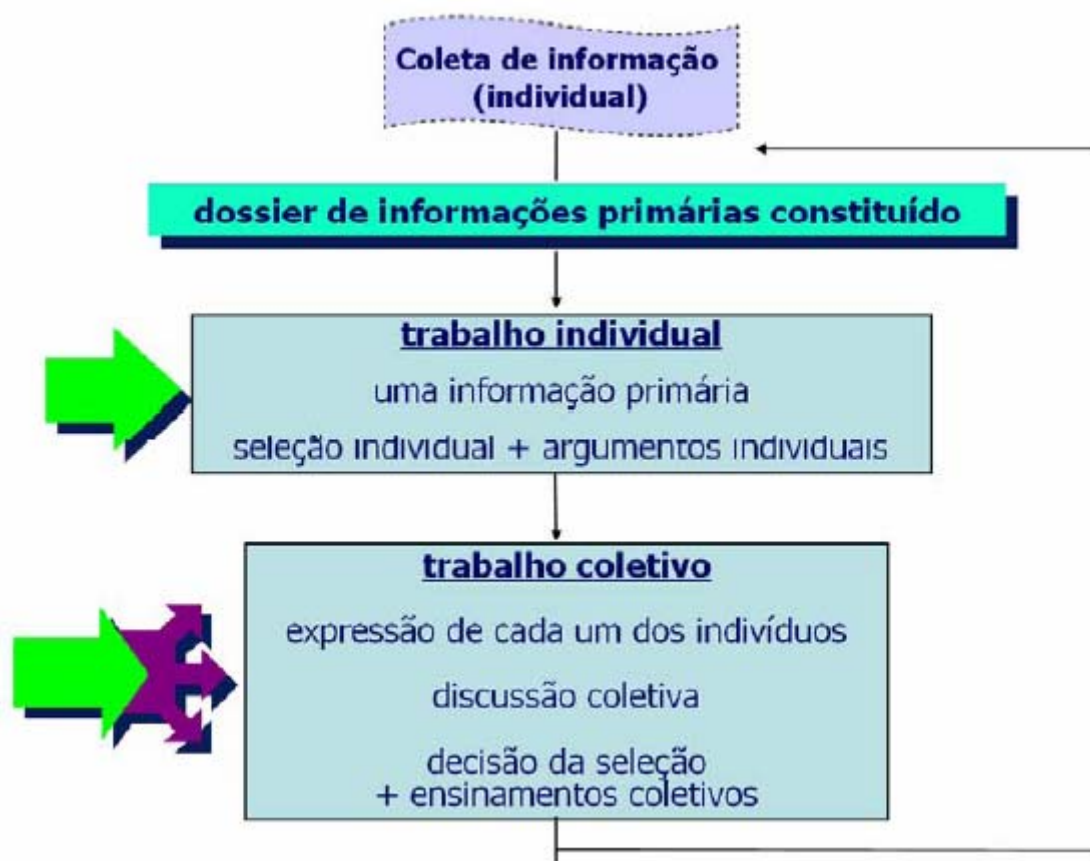 Coleta de informação
(individual)
dossier de informações primárias constituído
trabalho individual
uma informação primária
seleção individual + argumentos individuais
trabalho coletivo
expressão de cada um dos indivíduos
discussão coletiva
decisão da seleção
+ ensinamentos coletivos